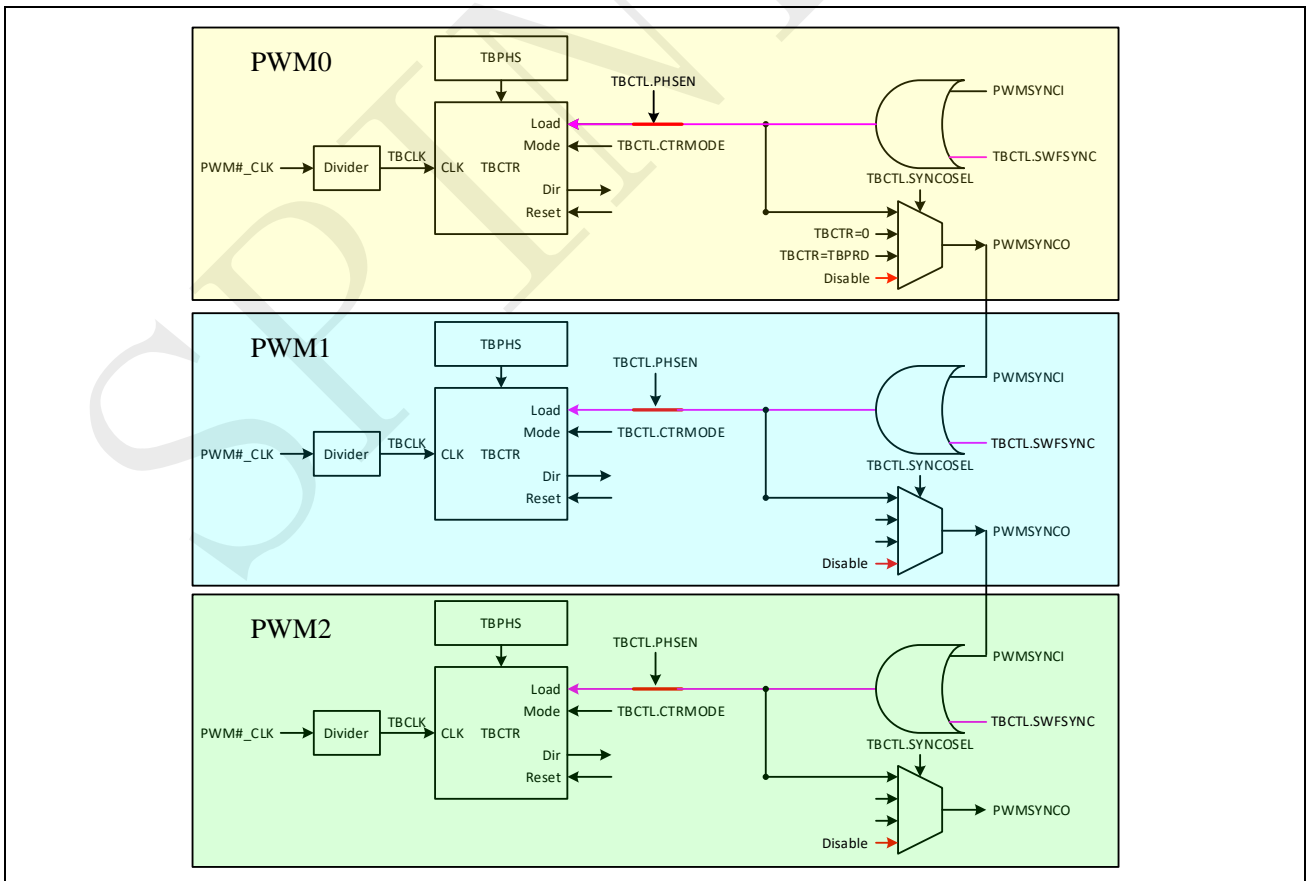 PWM0
TBPHS
TBCTL.PHSEN
PWMSYNCI
Load
Mode
TBCTL.CTRMODE
TBCTL.SWFSYNC
PWM#_CLK
Divider
TBCLK
CLK
TBCTR
TBCTL.SYNCOSEL
Dir
Reset
TBCTR=0
TBCTR=TBPRD
PWMSYNCO
Disable
PWM1
TBPHS
TBCTL.PHSEN
PWMSYNCI
Load
Mode
TBCTL.CTRMODE
TBCTL.SWFSYNC
PWM#_CLK
Divider
TBCLK
CLK
TBCTR
TBCTL.SYNCOSEL
Dir
Reset
PWMSYNCO
Disable
PWM2
TBPHS
TBCTL.PHSEN
PWMSYNCI
Load
Mode
TBCTL.CTRMODE
TBCTL.SWFSYNC
PWM#_CLK
Divider
TBCLK
CLK
TBCTR
TBCTL.SYNCOSEL
Dir
Reset
PWMSYNCO
Disable